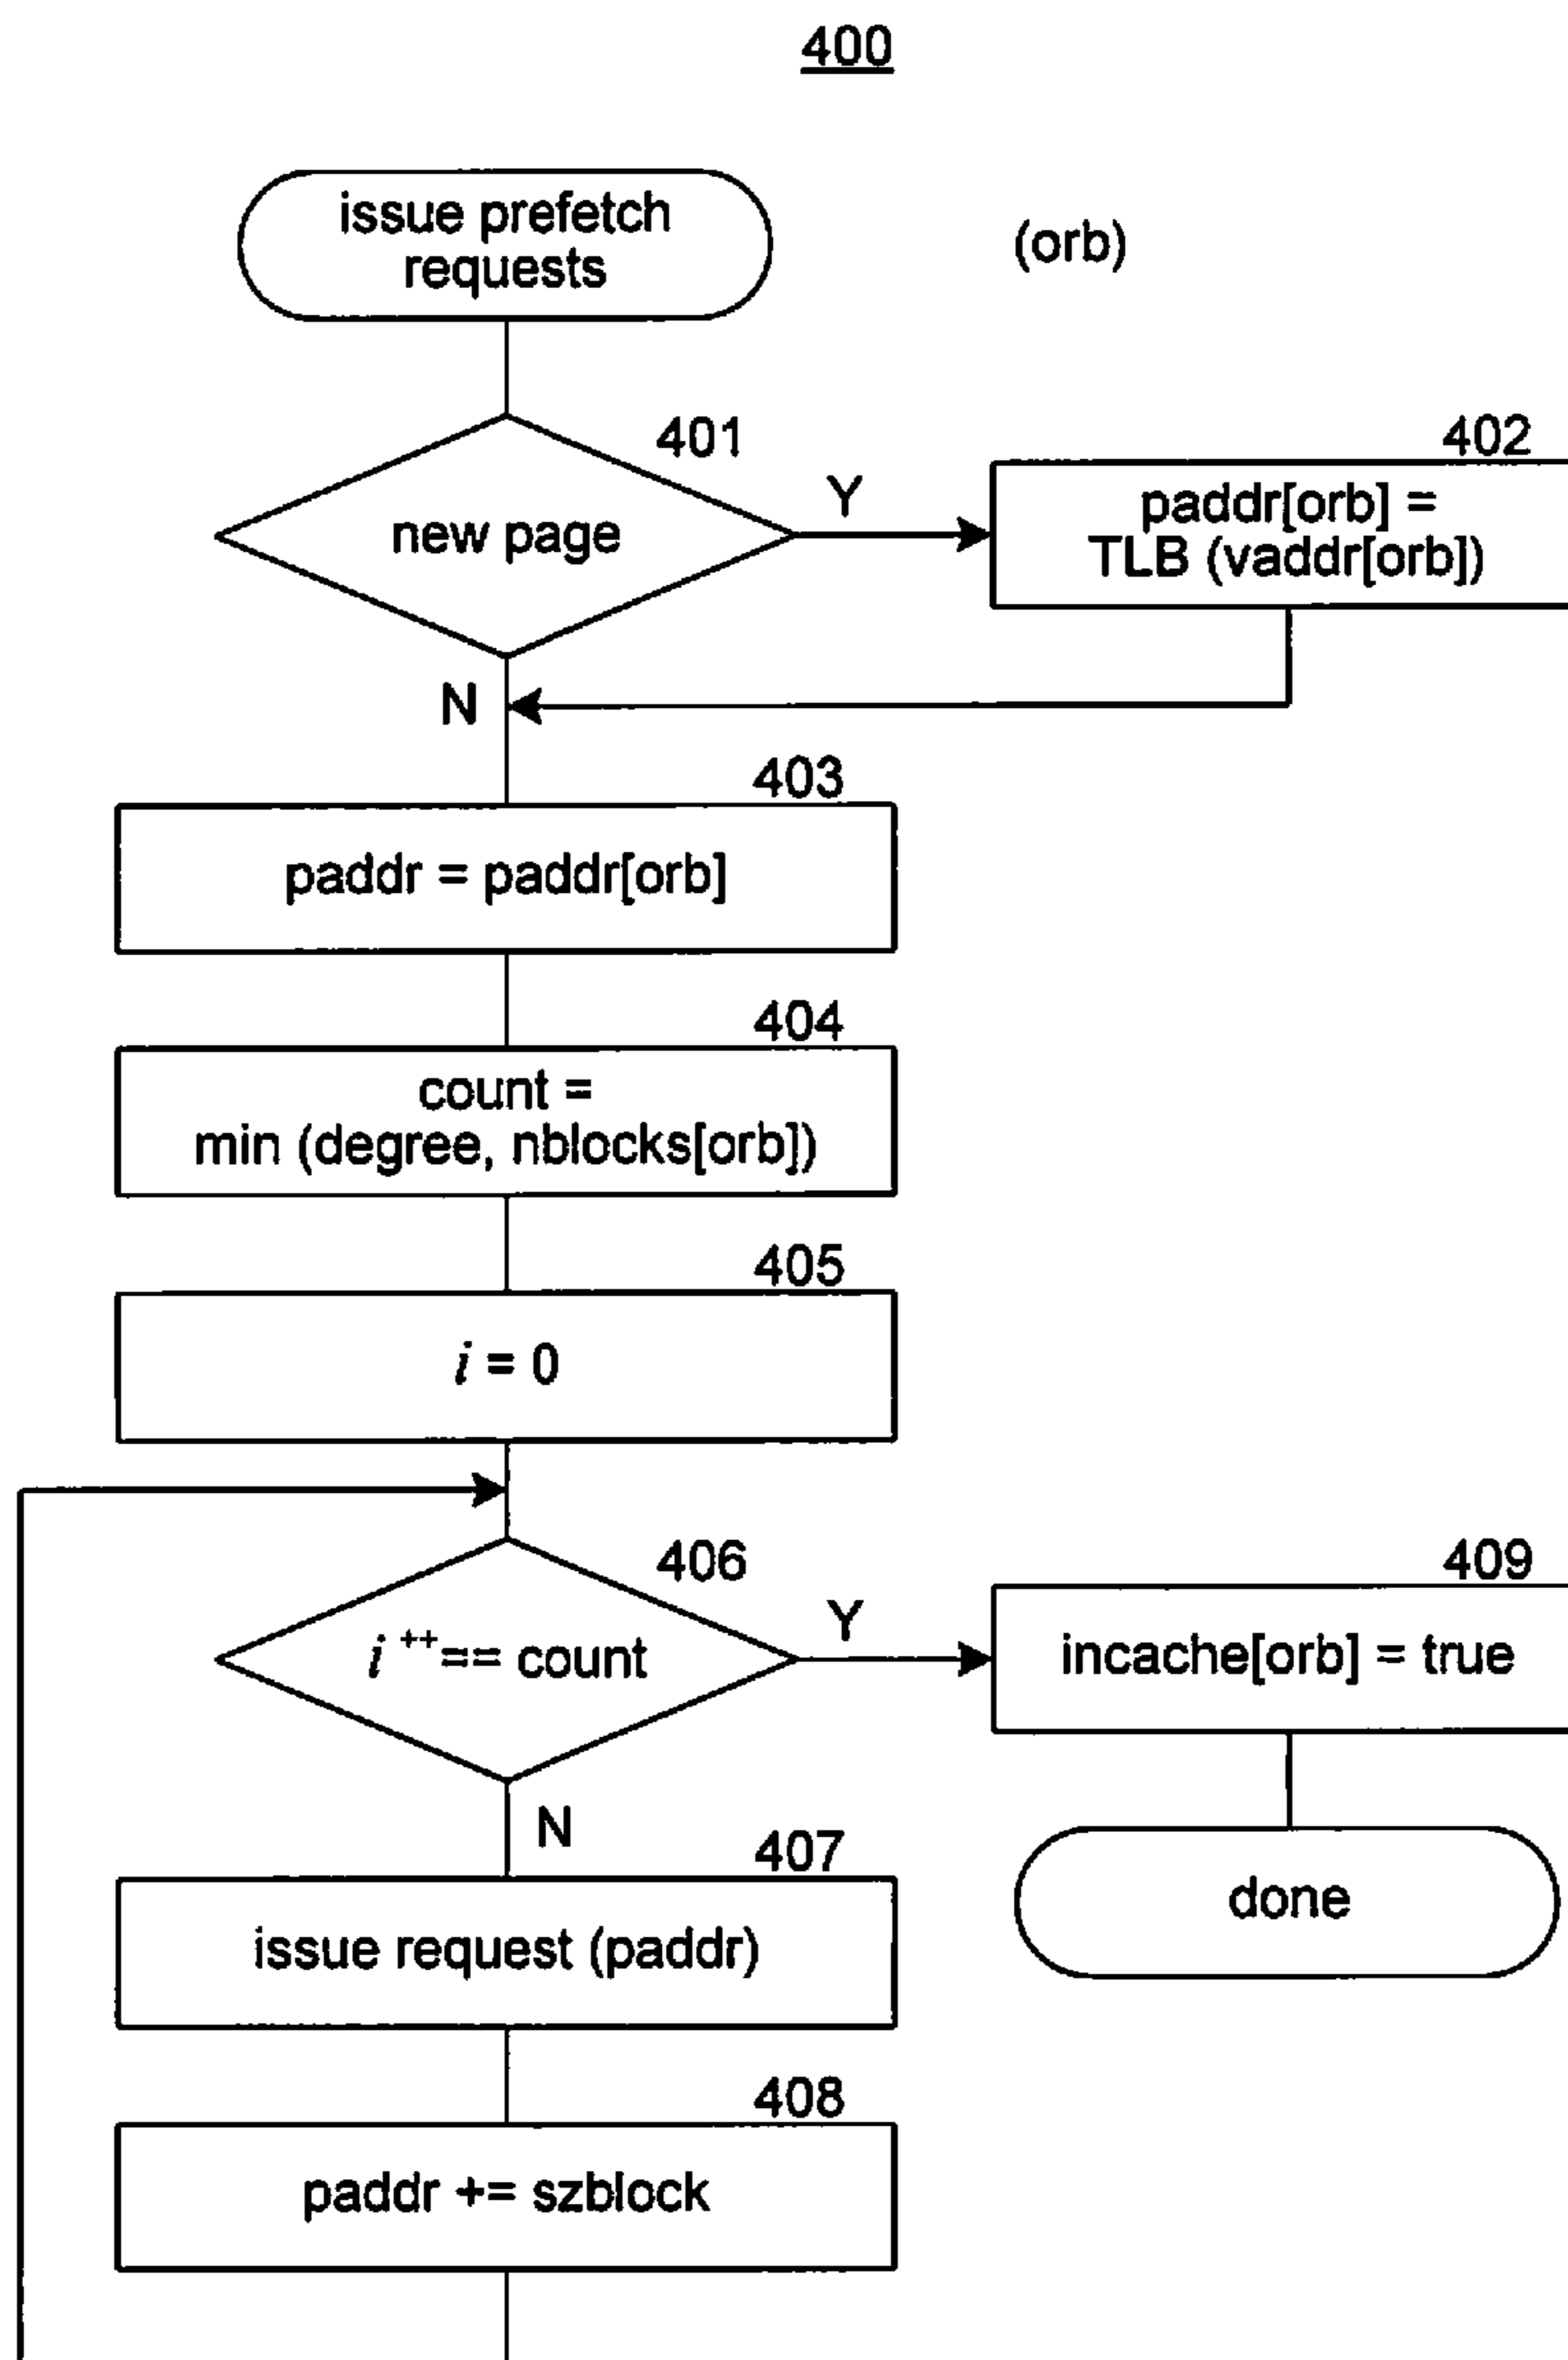 400
issue prefetch
requests
(orb)
401
new page
Y
402
paddr[orb] =
TLB (vaddr[orb])
N
403
paddr = paddr[orb]
404
count =
min (degree, nblocks[orb])
405
i = 0
406
i ++== count
Y
409
incache[orb] = true
N
407
issue request (paddr)
done
408
paddr += szblock